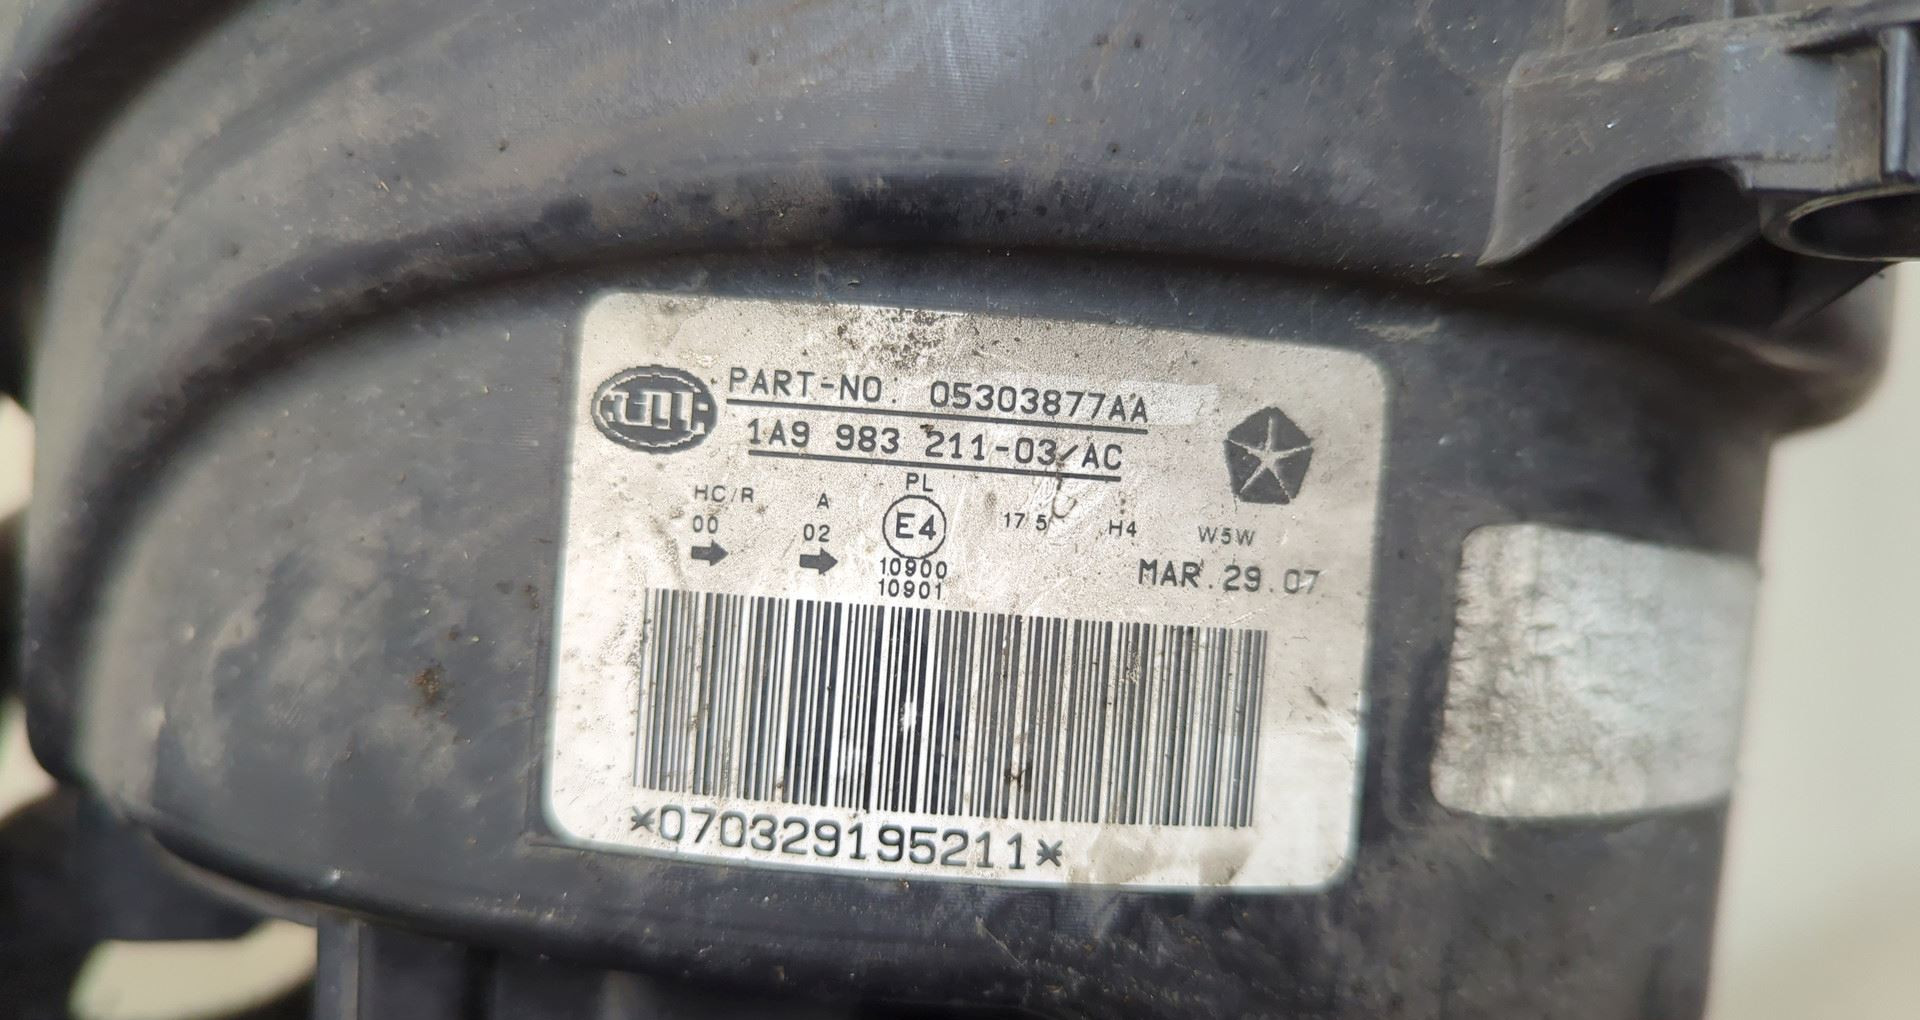 HELLA PART-NO. 05303877AA
1A9 983 211-03/AC
HC/R A PL 17 5 H4 W5W
00 02 E4
10900 MAR.29.07
10901
*070329195211*